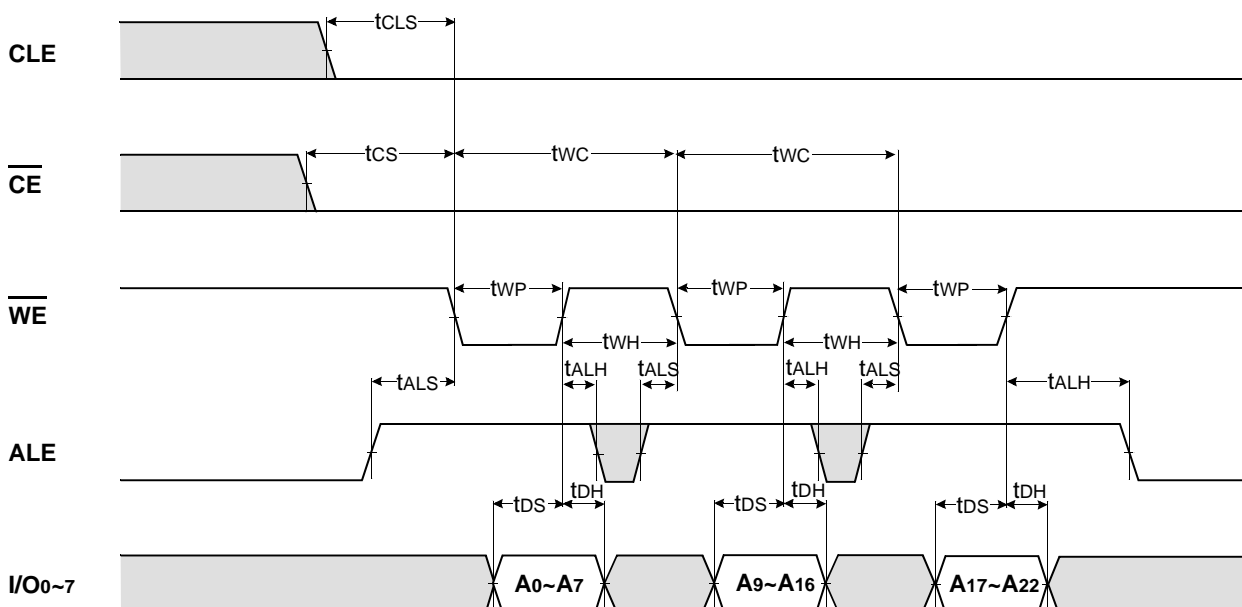 tCLS
CLE
tCS tWC tWC
CE
tWP tWP tWP
WE
tWH tWH
tALH tALS tALH tALS
tALS tALH
ALE
tDS tDH tDS tDH tDS tDH
I/O0~7 A0~A7 A9~A16 A17~A22